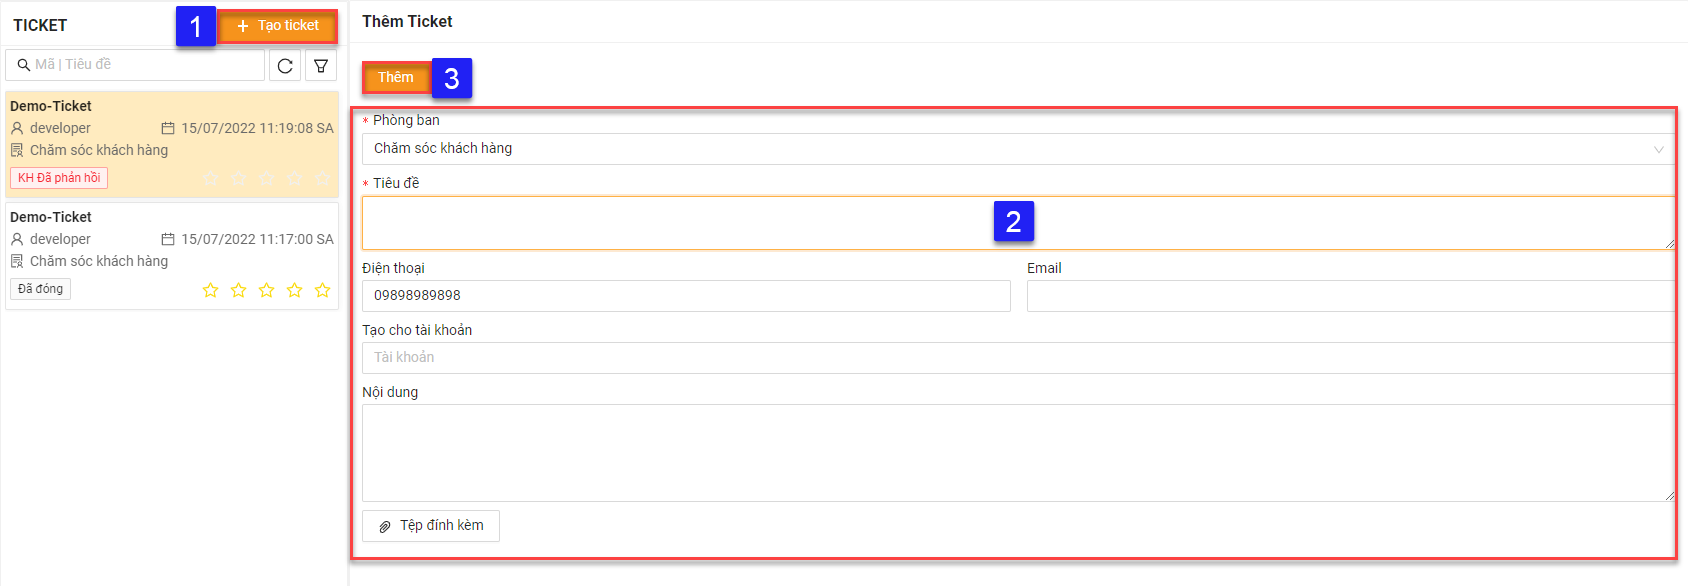 TICKET
1
+ Tạo ticket
Mã | Tiêu đề
Demo-Ticket
developer
15/07/2022 11:19:08 SA
Chăm sóc khách hàng
KH Đã phản hồi
Demo-Ticket
developer
15/07/2022 11:17:00 SA
Chăm sóc khách hàng
Đã đóng
Thêm Ticket
Thêm
3
* Phòng ban
Chăm sóc khách hàng
* Tiêu đề
2
Điện thoại
Email
09898989898
Tạo cho tài khoản
Tài khoản
Nội dung
Tệp đính kèm